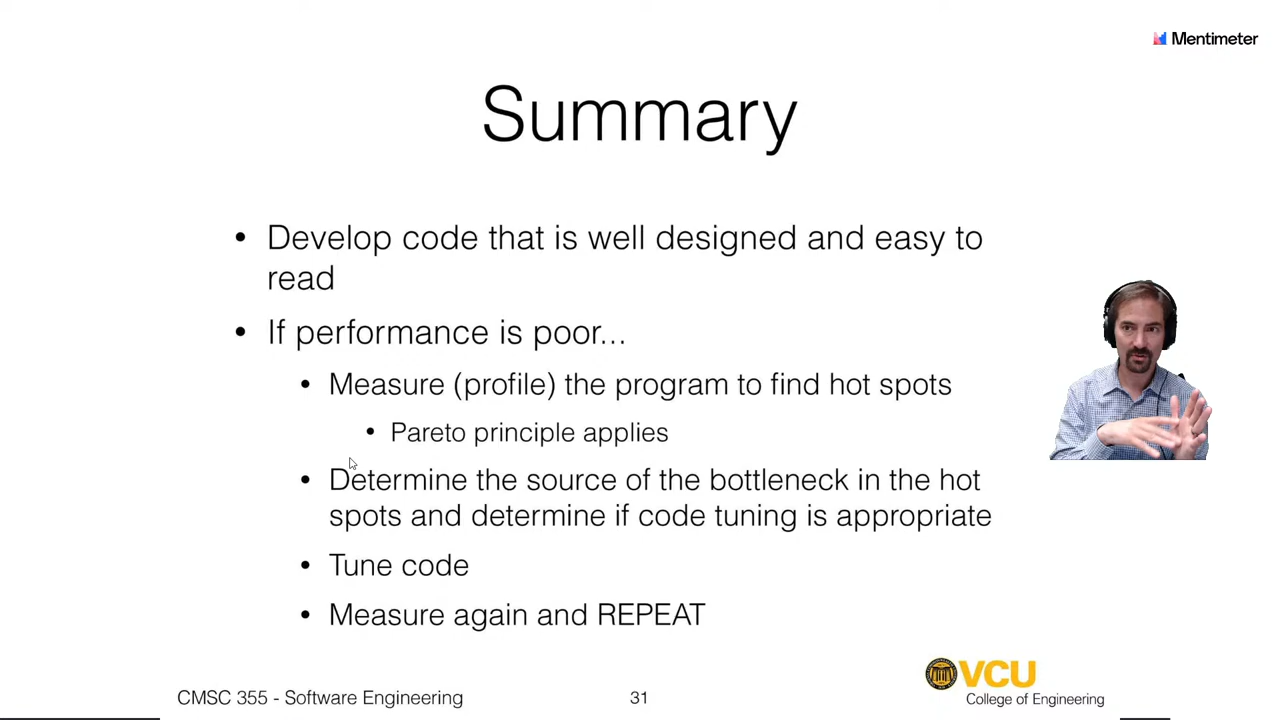 Mentimeter
Summary
• Develop code that is well designed and easy to
read
• If performance is poor...
• Measure (profile) the program to find hot spots
• Pareto principle applies
• Determine the source of the bottleneck in the hot
spots and determine if code tuning is appropriate
• Tune code
• Measure again and REPEAT
CMSC 355 - Software Engineering
31
VCU
College of Engineering